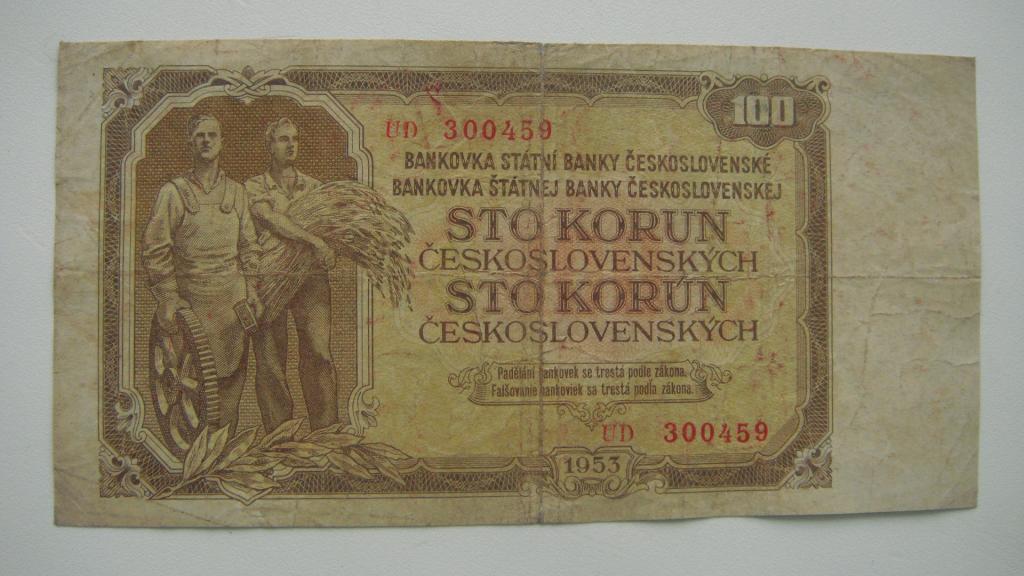 100
UD 300459
BANKOVKA STÁTNÍ BANKY ČESKOSLOVENSKÉ
BANKOVKA ŠTÁTNEJ BANKY ČESKOSLOVENSKEJ
STO KORUN
ČESKOSLOVENSKÝCH
STO KORÚN
ČESKOSLOVENSKÝCH
Padělání bankovek se trestá podle zákona.
Falšovanie bankoviek sa trestá podľa zákona.
UD 300459
1953